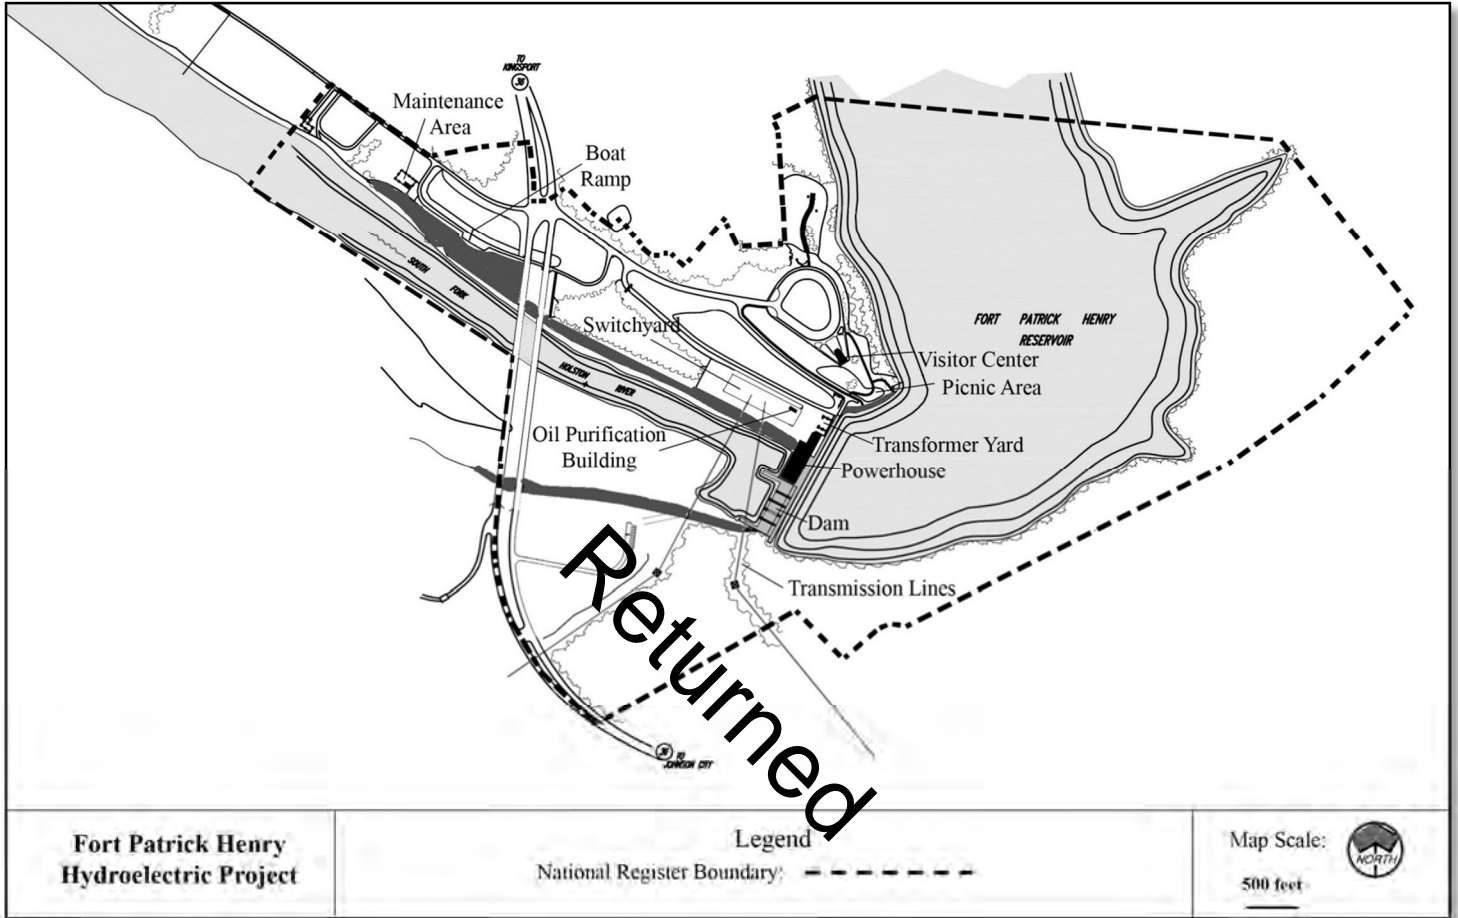 TO
KINGSPORT
36
Maintenance
Area
Boat
Ramp
SOUTH
FORK
HOLSTON
RIVER
Switchyard
FORT PATRICK HENRY
RESERVOIR
Visitor Center
Picnic Area
Oil Purification
Building
Transformer Yard
Powerhouse
Dam
Transmission Lines
Returned
36
TO
JOHNSON CITY
Fort Patrick Henry
Hydroelectric Project
Legend
National Register Boundary:
Map Scale:
500 feet
NORTH